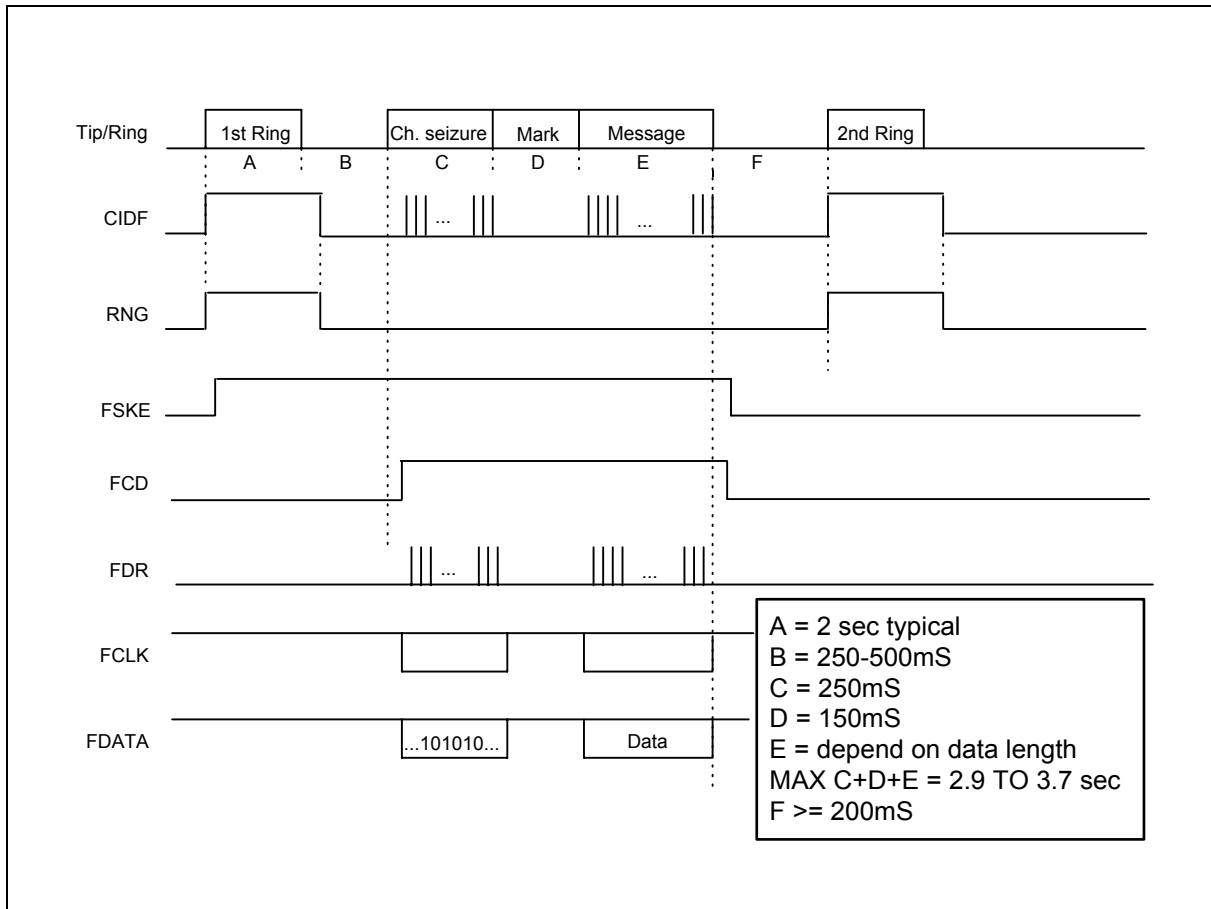 Tip/Ring 1st Ring Ch. seizure Mark Message 2nd Ring
A B C D E F
CIDF ... ...
RNG
FSKE
FCD
FDR ... ...
FCLK
FDATA ...101010... Data
A = 2 sec typical
B = 250-500mS
C = 250mS
D = 150mS
E = depend on data length
MAX C+D+E = 2.9 TO 3.7 sec
F >= 200mS